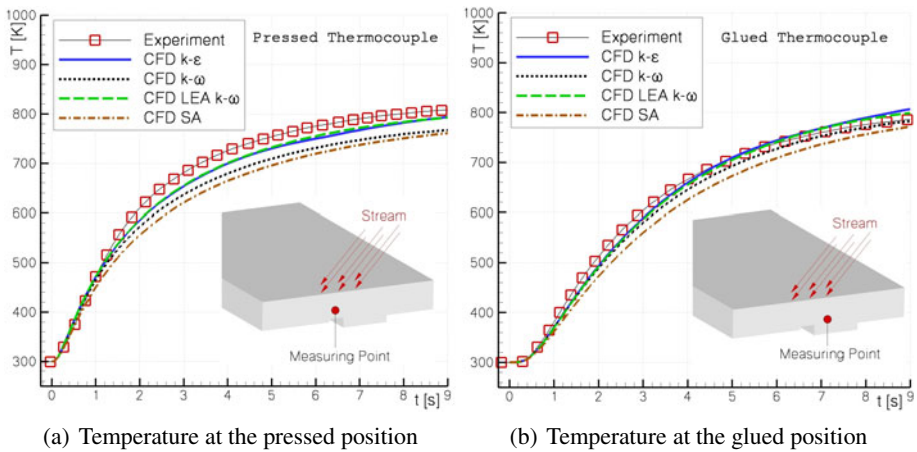 1000
900
800
700
600
500
400
300
T [K]
0 1 2 3 4 5 6 7 8 9
t [s]
Pressed Thermocouple
Experiment
CFD k-ε
CFD k-ω
CFD LEA k-ω
CFD SA
Stream
Measuring Point
(a) Temperature at the pressed position
1000
900
800
700
600
500
400
300
T [K]
0 1 2 3 4 5 6 7 8 9
t [s]
Glued Thermocouple
Experiment
CFD k-ε
CFD k-ω
CFD LEA k-ω
CFD SA
Stream
Measuring Point
(b) Temperature at the glued position